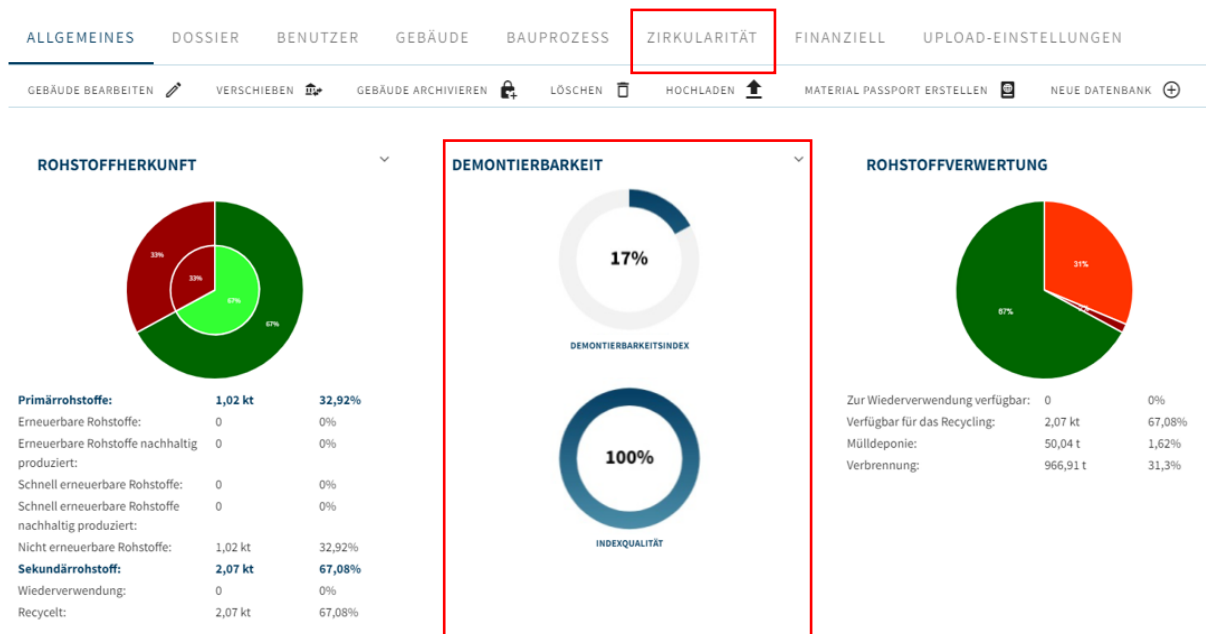 ALLGEMEINES DOSSIER BENUTZER GEBÄUDE BAUPROZESS ZIRKULARITÄT FINANZIELL UPLOAD-EINSTELLUNGEN
GEBÄUDE BEARBEITEN VERSCHIEBEN GEBÄUDE ARCHIVIEREN LÖSCHEN HOCHLADEN MATERIAL PASSPORT ERSTELLEN NEUE DATENBANK
ROHSTOFFHERKUNFT
33%
33%
67%
67%
Primärrohstoffe: 1,02 kt 32,92%
Erneuerbare Rohstoffe: 0 0%
Erneuerbare Rohstoffe nachhaltig 0 0%
produziert:
Schnell erneuerbare Rohstoffe: 0 0%
Schnell erneuerbare Rohstoffe 0 0%
nachhaltig produziert:
Nicht erneuerbare Rohstoffe: 1,02 kt 32,92%
Sekundärrohstoff: 2,07 kt 67,08%
Wiederverwendung: 0 0%
Recycelt: 2,07 kt 67,08%
DEMONTIERBARKEIT
17%
DEMONTIERBARKEITSINDEX
100%
INDEXQUALITÄT
ROHSTOFFVERWERTUNG
31%
67%
Zur Wiederverwendung verfügbar: 0 0%
Verfügbar für das Recycling: 2,07 kt 67,08%
Mülldeponie: 50,04 t 1,62%
Verbrennung: 966,91 t 31,3%